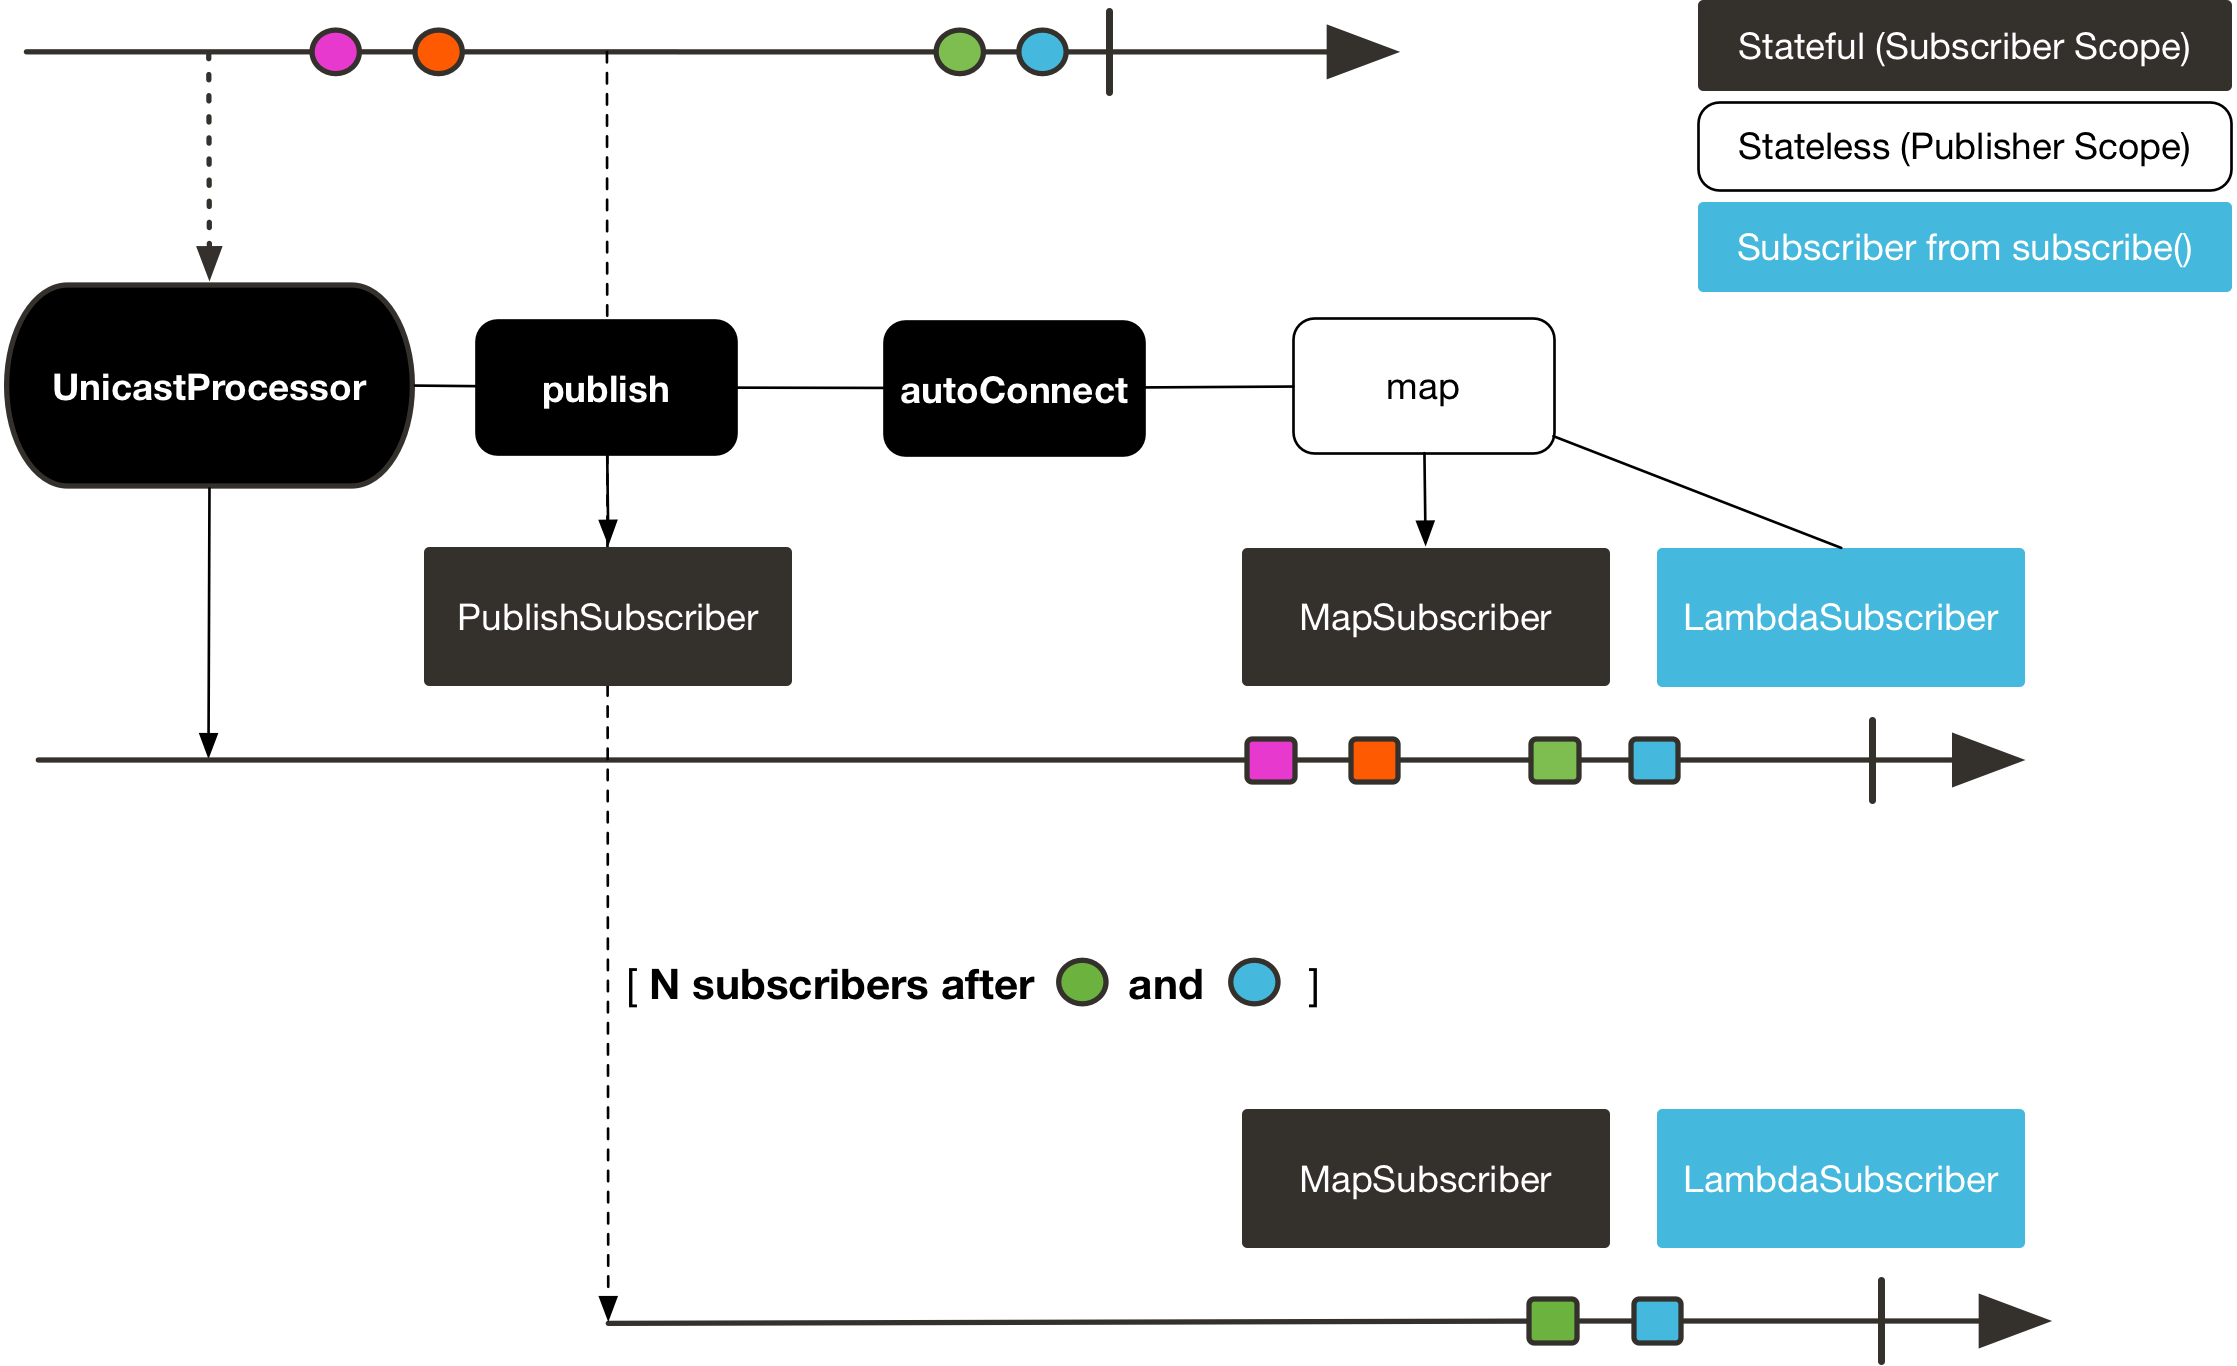 Stateful (Subscriber Scope)
Stateless (Publisher Scope)
Subscriber from subscribe()
UnicastProcessor
publish
autoConnect
map
PublishSubscriber
MapSubscriber
LambdaSubscriber
[ N subscribers after and ]
MapSubscriber
LambdaSubscriber